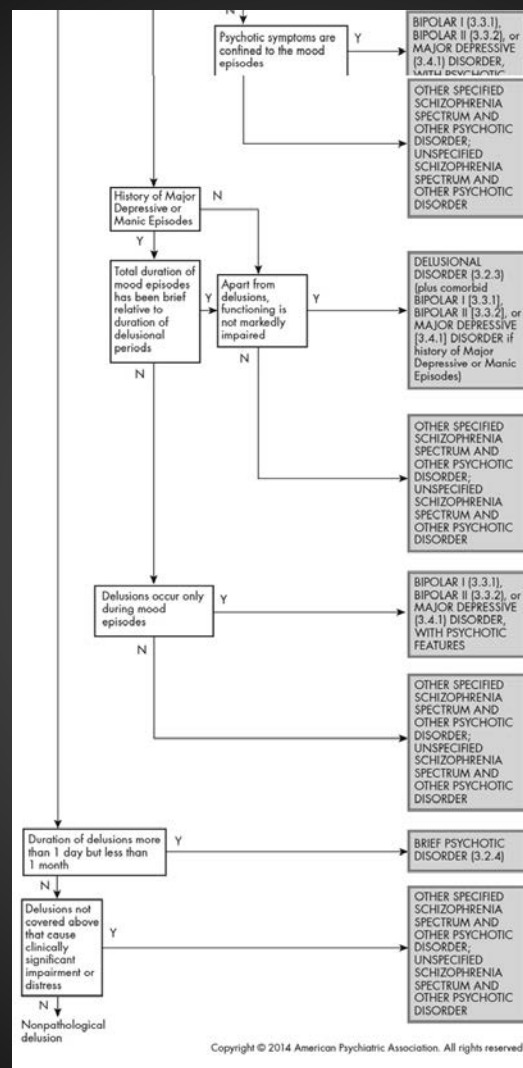 N
Psychotic symptoms are
confined to the mood
episodes
Y
BIPOLAR I (3.3.1),
BIPOLAR II (3.3.2), or
MAJOR DEPRESSIVE
(3.4.1) DISORDER,
WITH PSYCHOTIC
N
OTHER SPECIFIED
SCHIZOPHRENIA
SPECTRUM AND
OTHER PSYCHOTIC
DISORDER;
UNSPECIFIED
SCHIZOPHRENIA
SPECTRUM AND
OTHER PSYCHOTIC
DISORDER
History of Major
Depressive or
Manic Episodes
N
Y
Total duration of
mood episodes
has been brief
relative to
duration of
delusional
periods
Y
Apart from
delusions,
functioning is
not markedly
impaired
Y
DELUSIONAL
DISORDER (3.2.3)
(plus comorbid
BIPOLAR I [3.3.1],
BIPOLAR II [3.3.2], or
MAJOR DEPRESSIVE
[3.4.1] DISORDER if
history of Major
Depressive or Manic
Episodes)
N
N
OTHER SPECIFIED
SCHIZOPHRENIA
SPECTRUM AND
OTHER PSYCHOTIC
DISORDER;
UNSPECIFIED
SCHIZOPHRENIA
SPECTRUM AND
OTHER PSYCHOTIC
DISORDER
Delusions occur only
during mood
episodes
Y
BIPOLAR I (3.3.1),
BIPOLAR II (3.3.2), or
MAJOR DEPRESSIVE
(3.4.1) DISORDER,
WITH PSYCHOTIC
FEATURES
N
OTHER SPECIFIED
SCHIZOPHRENIA
SPECTRUM AND
OTHER PSYCHOTIC
DISORDER;
UNSPECIFIED
SCHIZOPHRENIA
SPECTRUM AND
OTHER PSYCHOTIC
DISORDER
Duration of delusions more
than 1 day but less than
1 month
Y
BRIEF PSYCHOTIC
DISORDER (3.2.4)
N
Delusions not
covered above
that cause
clinically
significant
impairment or
distress
Y
OTHER SPECIFIED
SCHIZOPHRENIA
SPECTRUM AND
OTHER PSYCHOTIC
DISORDER;
UNSPECIFIED
SCHIZOPHRENIA
SPECTRUM AND
OTHER PSYCHOTIC
DISORDER
N
Nonpathological
delusion
Copyright © 2014 American Psychiatric Association. All rights reserved